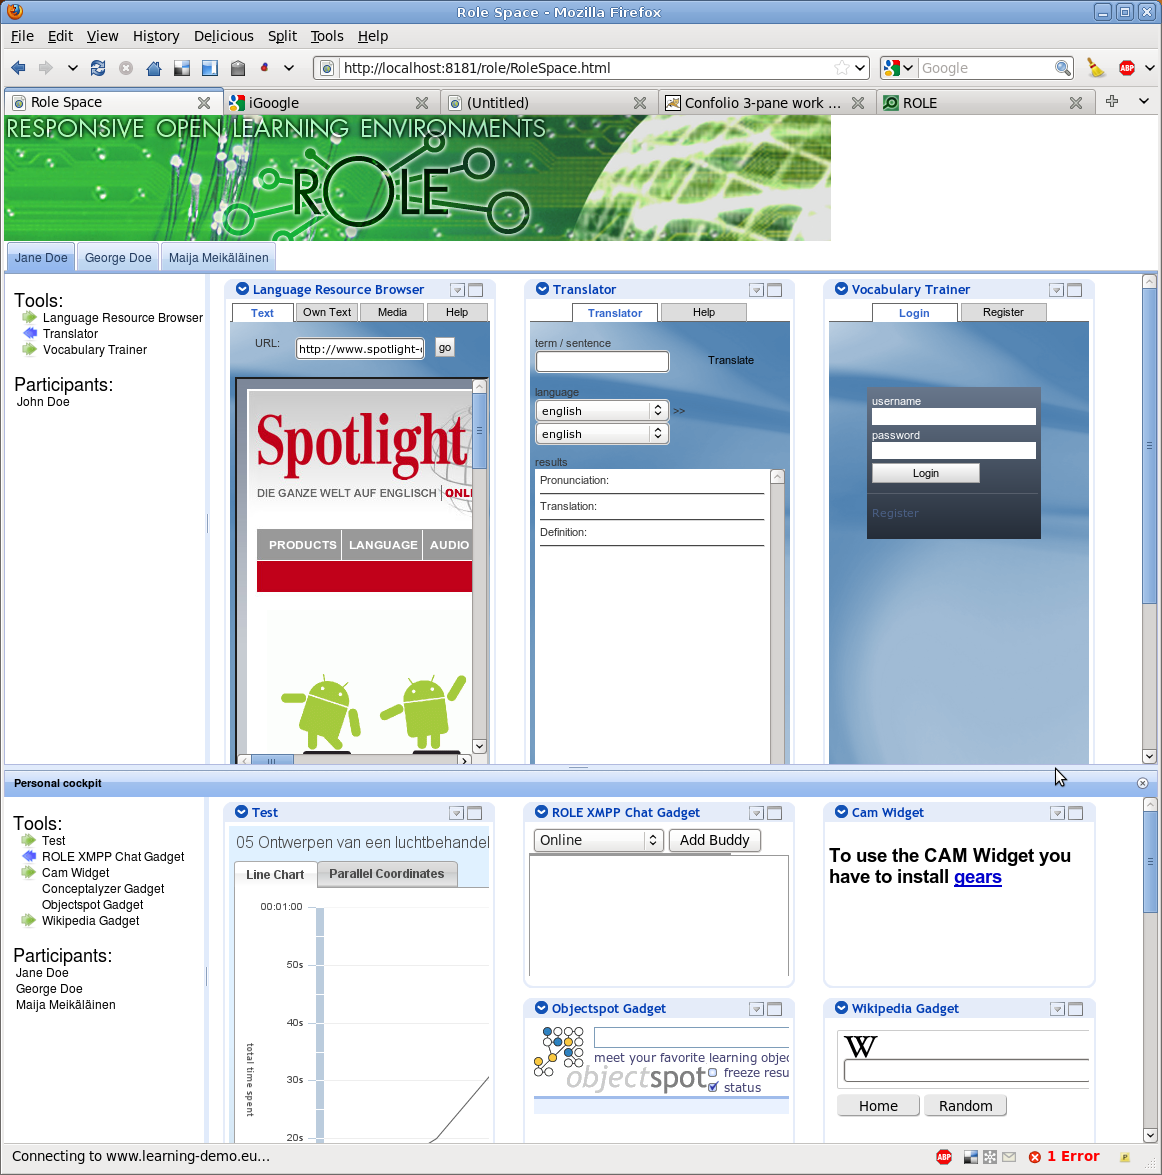 Role Space - Mozilla Firefox
File Edit View History Delicious Split Tools Help
http://localhost:8181/role/RoleSpace.html
Google
ABP
Role Space
iGoogle
(Untitled)
Confolio 3-pane work ...
ROLE
RESPONSIVE OPEN LEARNING ENVIRONMENTS
ROLE
Jane Doe
George Doe
Maija Meikäläinen
Tools:
Language Resource Browser
Translator
Vocabulary Trainer
Participants:
John Doe
Language Resource Browser
Text
Own Text
Media
Help
URL:
http://www.spotlight-
go
Spotlight
DIE GANZE WELT AUF ENGLISCH | ONLI
PRODUCTS
LANGUAGE
AUDIO
Translator
Translator
Help
term / sentence
Translate
language
english
>>
english
results
Pronunciation:
Translation:
Definition:
Vocabulary Trainer
Login
Register
username
password
Login
Register
Personal cockpit
Tools:
Test
ROLE XMPP Chat Gadget
Cam Widget
Conceptalyzer Gadget
Objectspot Gadget
Wikipedia Gadget
Participants:
Jane Doe
George Doe
Maija Meikäläinen
Test
05 Ontwerpen van een luchtbehandel
Line Chart
Parallel Coordinates
00:01:00
50s
40s
30s
20s
total time spent
ROLE XMPP Chat Gadget
Online
Add Buddy
Cam Widget
To use the CAM Widget you
have to install gears
Objectspot Gadget
meet your favorite learning objec
objectspot
freeze resu
status
Wikipedia Gadget
W
Home
Random
Connecting to www.learning-demo.eu...
ABP
1 Error
P